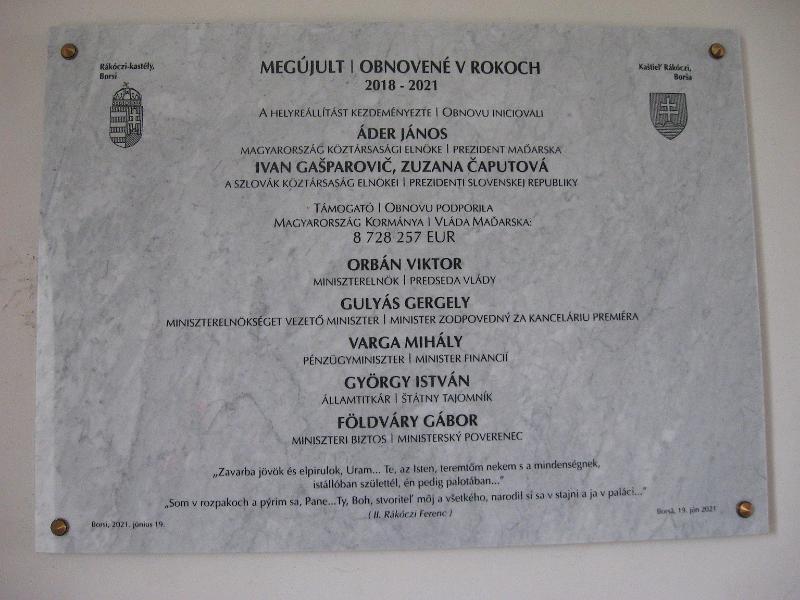 Rákóczi-kastély,
Borsi
Kaštieľ Rákóczi,
Borša
MEGÚJULT | OBNOVENÉ V ROKOCH
2018 - 2021
A HELYREÁLLÍTÁST KEZDEMÉNYEZTE | OBNOVU INICIOVALI
ÁDER JÁNOS
MAGYARORSZÁG KÖZTÁRSASÁGI ELNÖKE | PREZIDENT MAĎARSKA
IVAN GAŠPAROVIČ, ZUZANA ČAPUTOVÁ
A SZLOVÁK KÖZTÁRSASÁG ELNÖKEI | PREZIDENTI SLOVENSKEJ REPUBLIKY
TÁMOGATÓ | OBNOVU PODPORILA
MAGYARORSZÁG KORMÁNYA | VLÁDA MAĎARSKA:
8 728 257 EUR
ORBÁN VIKTOR
MINISZTERELNÖK | PREDSEDA VLÁDY
GULYÁS GERGELY
MINISZTERELNÖKSÉGET VEZETŐ MINISZTER | MINISTER ZODPOVEDNÝ ZA KANCELÁRIU PREMIÉRA
VARGA MIHÁLY
PÉNZÜGYMINISZTER | MINISTER FINANCIÍ
GYÖRGY ISTVÁN
ÁLLAMTITKÁR | ŠTÁTNY TAJOMNÍK
FÖLDVÁRY GÁBOR
MINISZTERI BIZTOS | MINISTERSKÝ POVERENEC
„Zavarba jövök és elpirulok, Uram... Te, az Isten, teremtőm nekem s a mindenségnek,
istállóban születtél, én pedig palotában..."
„Som v rozpakoch a pýrim sa, Pane...Ty, Boh, stvoriteľ môj a všetkého, narodil si sa v stajni a ja v paláci..."
( II. Rákóczi Ferenc )
Borsi, 2021. június 19.
Borša, 19. jún 2021